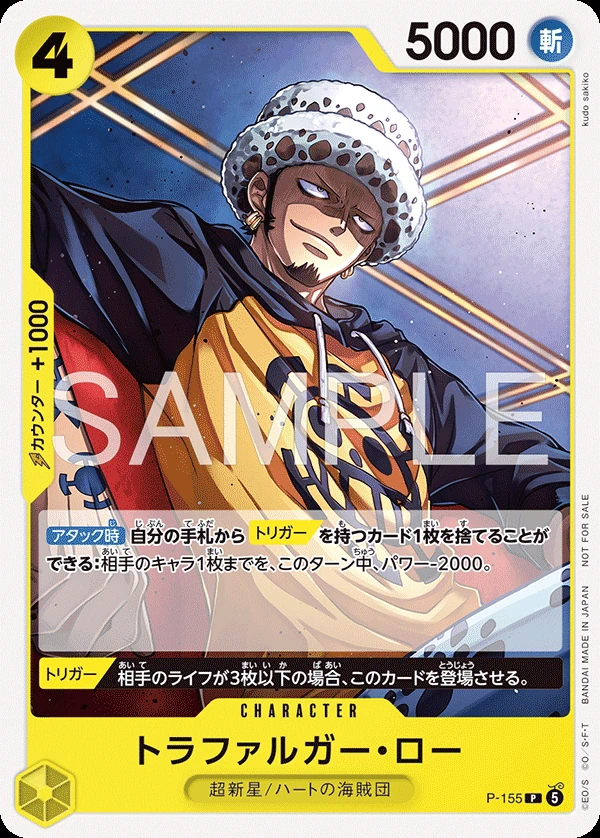 4
5000
斬
kudo sakiko
カウンター +1000
SAMPLE
アタック時 自分の手札から トリガー を持つカード1枚を捨てることが
できる:相手のキャラ1枚までを、このターン中、パワー-2000。
トリガー 相手のライフが3枚以下の場合、このカードを登場させる。
CHARACTER
トラファルガー・ロー
超新星/ハートの海賊団
P-155 P 5
©EO/S ©O/S・F・T BANDAI MADE IN JAPAN NOT FOR SALE